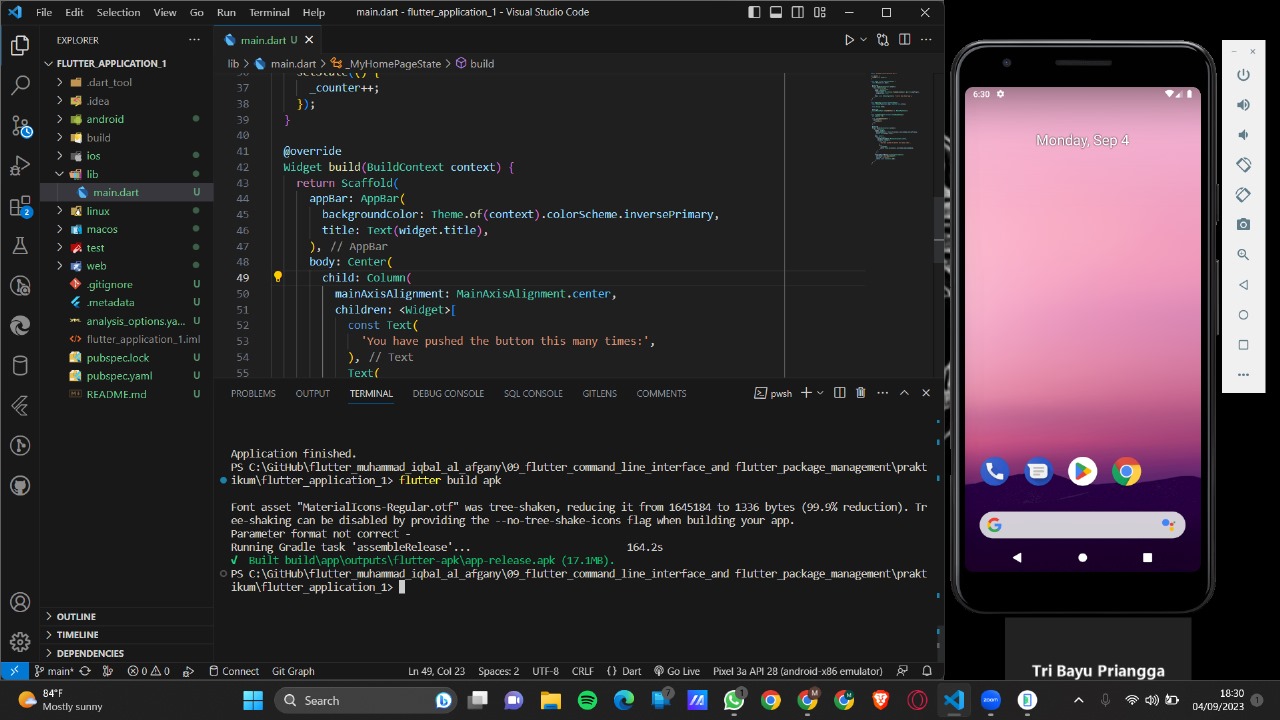 File Edit Selection View Go Run Terminal Help
main.dart - flutter_application_1 - Visual Studio Code
EXPLORER
FLUTTER_APPLICATION_1
.dart_tool
.idea
android
build
ios
lib
main.dart U
linux
macos
test
web
.gitignore U
.metadata U
analysis_options.ya... U
flutter_application_1.iml
pubspec.lock U
pubspec.yaml U
README.md U
OUTLINE
TIMELINE
DEPENDENCIES
main.dart U
lib > main.dart > _MyHomePageState > build
36 setState(() {
37 _counter++;
38 });
39 }
40
41 @override
42 Widget build(BuildContext context) {
43 return Scaffold(
44 appBar: AppBar(
45 backgroundColor: Theme.of(context).colorScheme.inversePrimary,
46 title: Text(widget.title),
47 ), // AppBar
48 body: Center(
49 child: Column(
50 mainAxisAlignment: MainAxisAlignment.center,
51 children: <Widget>[
52 const Text(
53 'You have pushed the button this many times:',
54 ), // Text
55 Text(
PROBLEMS OUTPUT TERMINAL DEBUG CONSOLE SQL CONSOLE GITLENS COMMENTS
pwsh
Application finished.
PS C:\GitHub\flutter_muhammad_iqbal_al_afgany\09_flutter_command_line_interface_and flutter_package_management\prakt
ikum\flutter_application_1> flutter build apk
Font asset "MaterialIcons-Regular.otf" was tree-shaken, reducing it from 1645184 to 1336 bytes (99.9% reduction). Tr
ee-shaking can be disabled by providing the --no-tree-shake-icons flag when building your app.
Parameter format not correct -
Running Gradle task 'assembleRelease'... 164.2s
√ Built build\app\outputs\flutter-apk\app-release.apk (17.1MB).
PS C:\GitHub\flutter_muhammad_iqbal_al_afgany\09_flutter_command_line_interface_and flutter_package_management\prakt
ikum\flutter_application_1>
main* 0 0 Connect Git Graph Ln 49, Col 23 Spaces: 2 UTF-8 CRLF {} Dart Go Live Pixel 3a API 28 (android-x86 emulator)
6:30
Monday, Sep 4
Tri Bayu Priangga
84°F
Mostly sunny
Search
18:30
04/09/2023